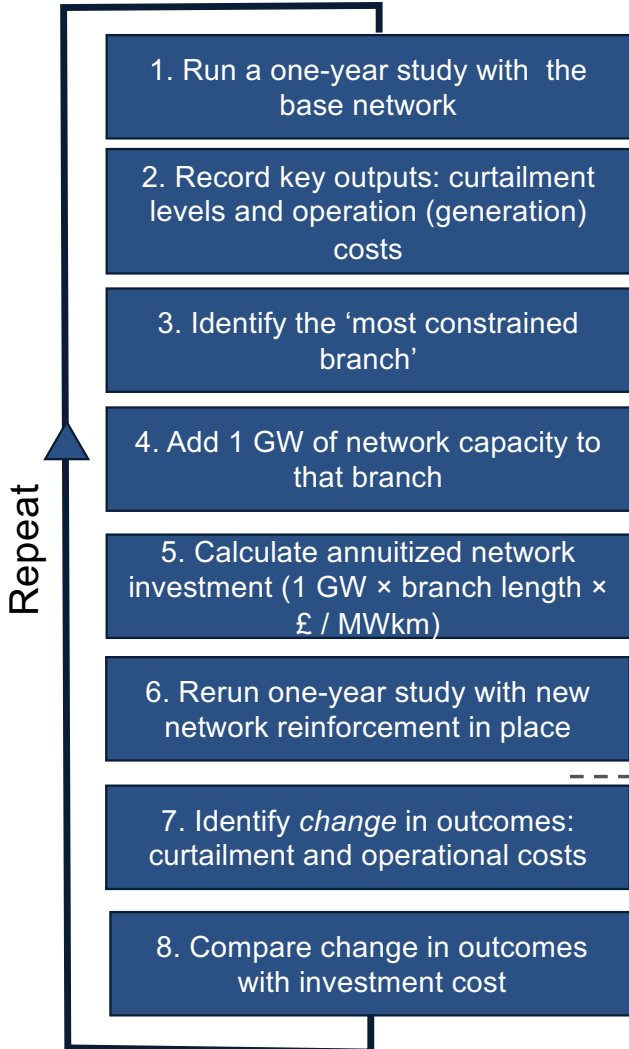 1. Run a one-year study with the
base network
2. Record key outputs: curtailment
levels and operation (generation)
costs
3. Identify the ‘most constrained
branch’
4. Add 1 GW of network capacity to
that branch
5. Calculate annuitized network
investment (1 GW × branch length ×
£ / MWkm)
6. Rerun one-year study with new
network reinforcement in place
7. Identify change in outcomes:
curtailment and operational costs
8. Compare change in outcomes
with investment cost
Repeat